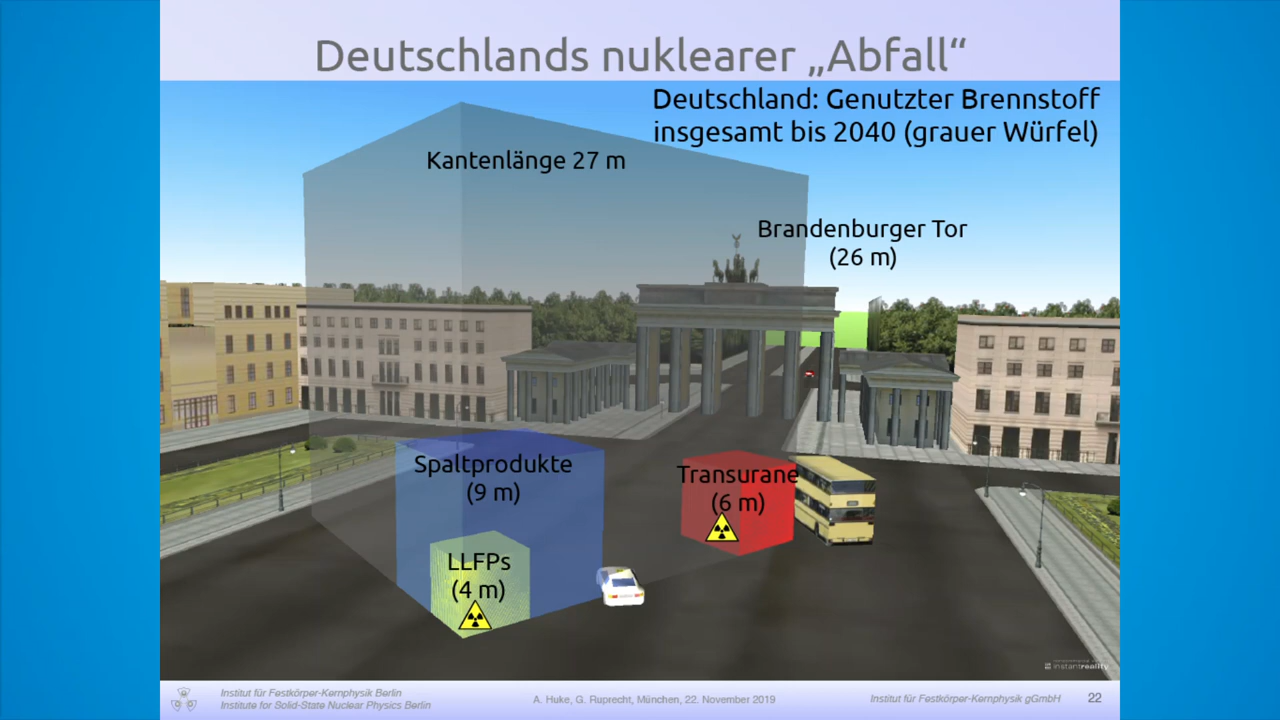 Deutschlands nuklearer „Abfall“
Deutschland: Genutzter Brennstoff
insgesamt bis 2040 (grauer Würfel)
Kantenlänge 27 m
Brandenburger Tor
(26 m)
Spaltprodukte
(9 m)
Transurane
(6 m)
LLFPs
(4 m)
instantreality
Institut für Festkörper-Kernphysik Berlin
Institute for Solid-State Nuclear Physics Berlin
A. Huke, G. Ruprecht, München, 22. November 2019
Institut für Festkörper-Kernphysik gGmbH
22